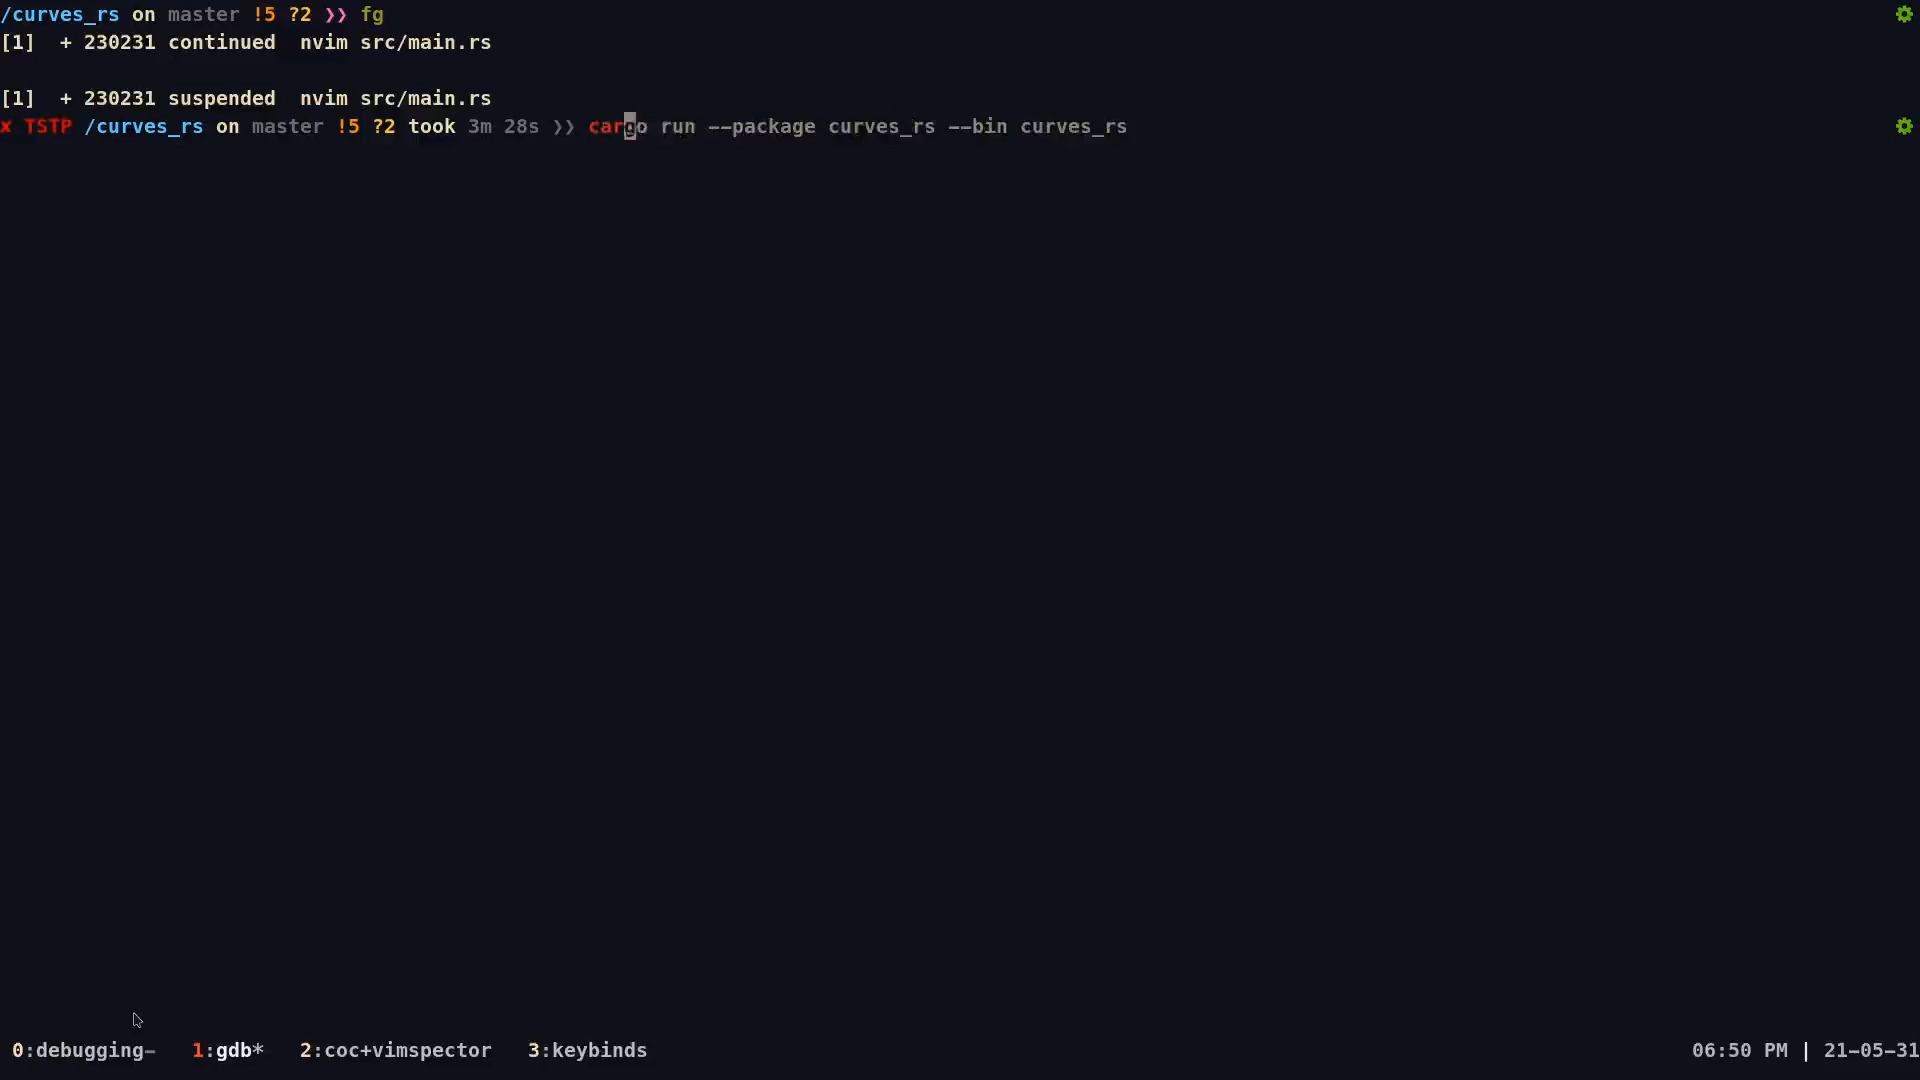 /curves_rs on master !5 ?2 ❯❯ fg
[1]  + 230231 continued  nvim src/main.rs
[1]  + 230231 suspended  nvim src/main.rs
✘ TSTP /curves_rs on master !5 ?2 took 3m 28s ❯❯ cargo run --package curves_rs --bin curves_rs
0:debugging-   1:gdb*   2:coc+vimspector   3:keybinds   06:50 PM | 21-05-31